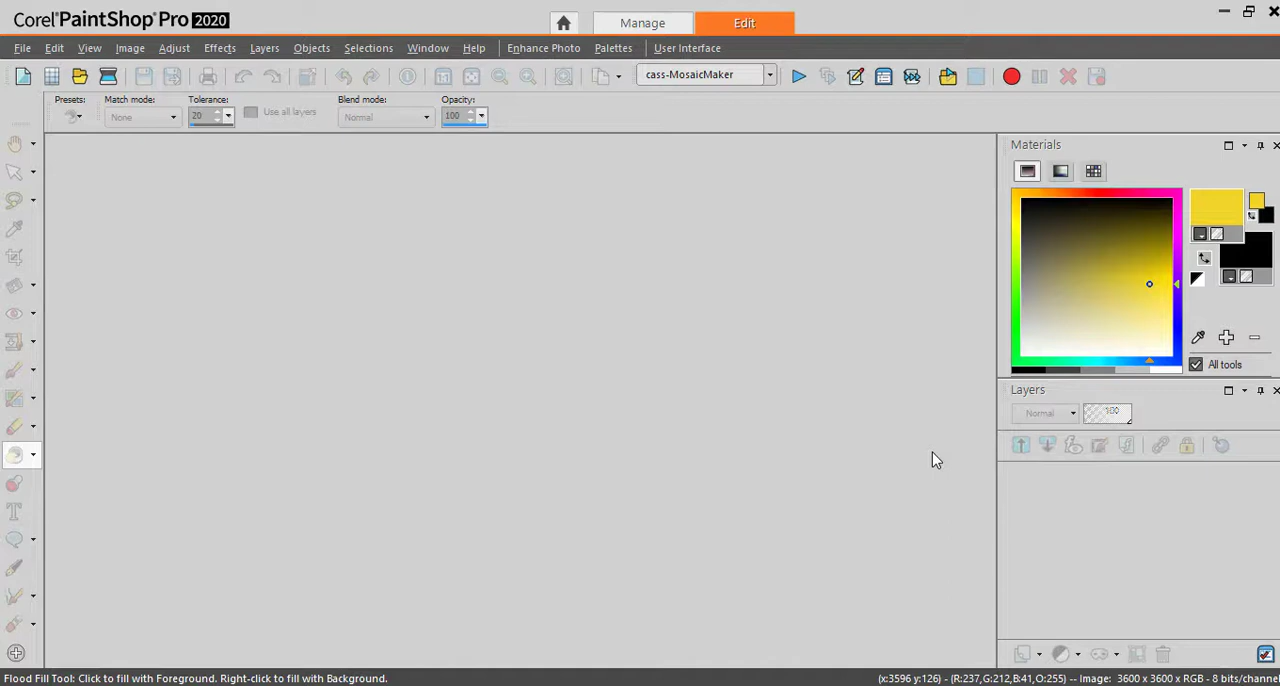 Corel PaintShop Pro 2020
Manage
Edit
File Edit View Image Adjust Effects Layers Objects Selections Window Help Enhance Photo Palettes User Interface
cass-MosaicMaker
Presets: Match mode: Tolerance: Blend mode: Opacity:
None 20 Use all layers Normal 100
Materials
All tools
Layers
Normal 100
Flood Fill Tool: Click to fill with Foreground. Right-click to fill with Background.
(x:3596 y:126) - (R:237,G:212,B:41,O:255) -- Image: 3600 x 3600 x RGB - 8 bits/channe